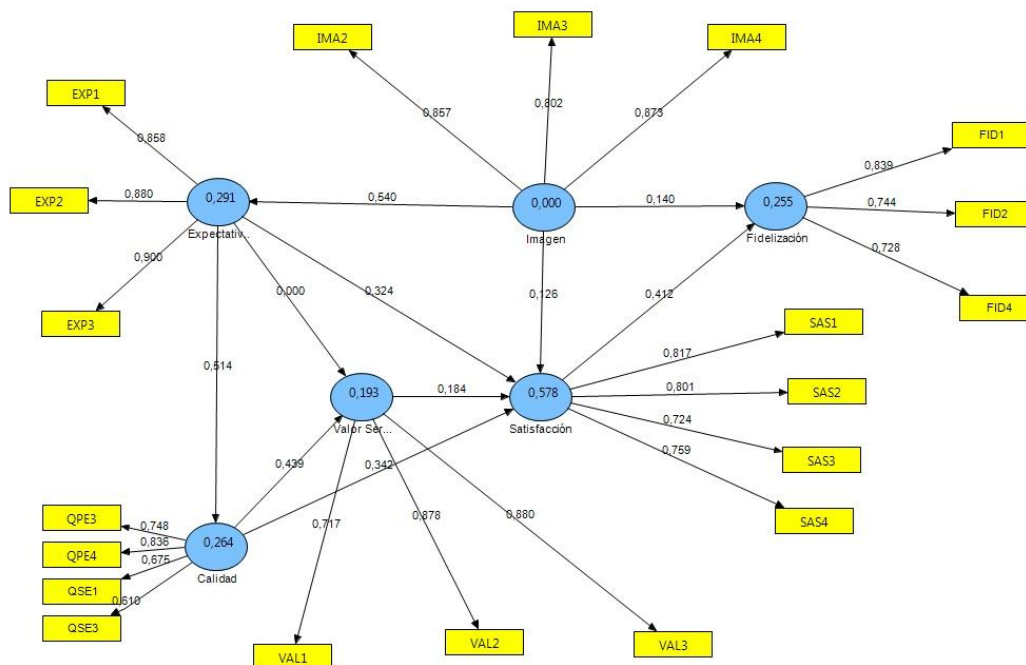 IMA2
IMA3
IMA4
EXP1
0,857
0,802
0,873
0,858
FID1
0,839
EXP2
0,880
0,291
0,540
0,000
0,140
0,255
0,744
FID2
Expectativ...
Imagen
Fidelización
0,728
0,900
0,000
0,324
0,126
0,412
FID4
EXP3
SAS1
0,514
0,817
0,193
0,184
0,578
0,801
SAS2
Valor Ser...
Satisfacción
0,724
0,439
0,342
0,759
SAS3
0,717
0,878
0,880
SAS4
QPE3
0,748
0,264
QPE4
0,836
Calidad
QSE1
0,675
0,610
QSE3
VAL1
VAL2
VAL3